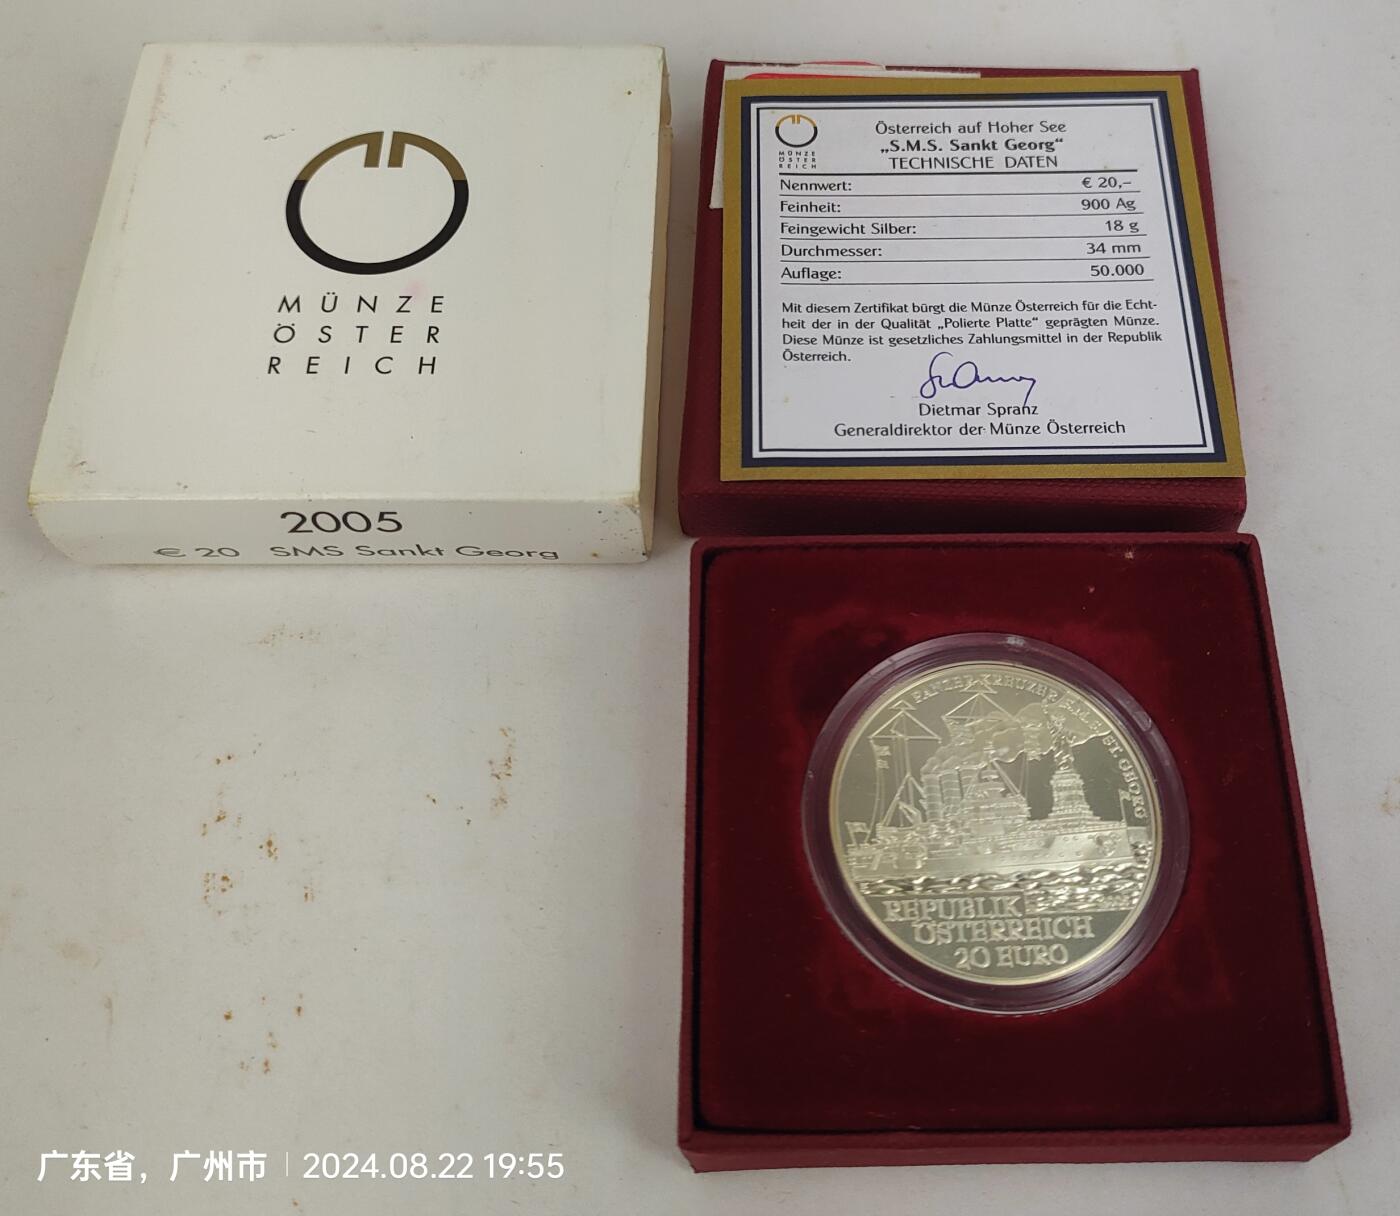 MÜNZE
ÖSTER
REICH
2005
€ 20 SMS Sankt Georg
MÜNZE
ÖSTER
REICH
Österreich auf Hoher See
„S.M.S. Sankt Georg“
TECHNISCHE DATEN
Nennwert: € 20,–
Feinheit: 900 Ag
Feingewicht Silber: 18 g
Durchmesser: 34 mm
Auflage: 50.000
Mit diesem Zertifikat bürgt die Münze Österreich für die Echt-
heit der in der Qualität „Polierte Platte“ geprägten Münze.
Diese Münze ist gesetzliches Zahlungsmittel in der Republik
Österreich.
Dietmar Spranz
Generaldirektor der Münze Österreich
PANZER-KREUZER S.M.S. ST. GEORG
REPUBLIK
ÖSTERREICH
20 EURO
广东省，广州市 | 2024.08.22 19:55